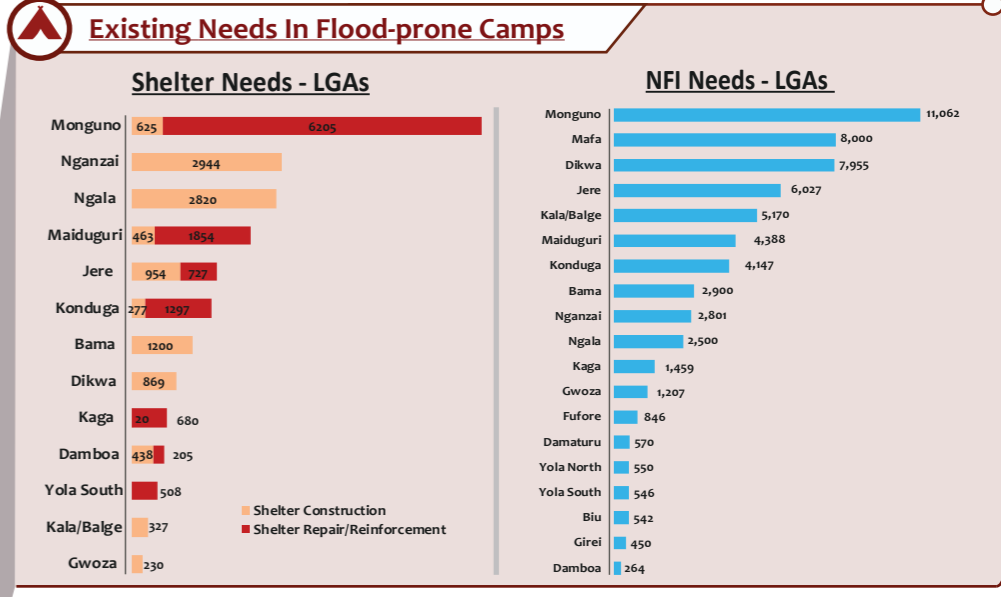 Existing Needs In Flood-prone Camps
Shelter Needs - LGAs
Monguno 625 6205
Nganzai 2944
Ngala 2820
Maiduguri 463 1854
Jere 954 727
Konduga 277 1297
Bama 1200
Dikwa 869
Kaga 20 680
Damboa 438 205
Yola South 508
Kala/Balge 327
Gwoza 230
Shelter Construction
Shelter Repair/Reinforcement
NFI Needs - LGAs
Monguno 11,062
Mafa 8,000
Dikwa 7,955
Jere 6,027
Kala/Balge 5,170
Maiduguri 4,388
Konduga 4,147
Bama 2,900
Nganzai 2,801
Ngala 2,500
Kaga 1,459
Gwoza 1,207
Fufore 846
Damaturu 570
Yola North 550
Yola South 546
Biu 542
Girei 450
Damboa 264